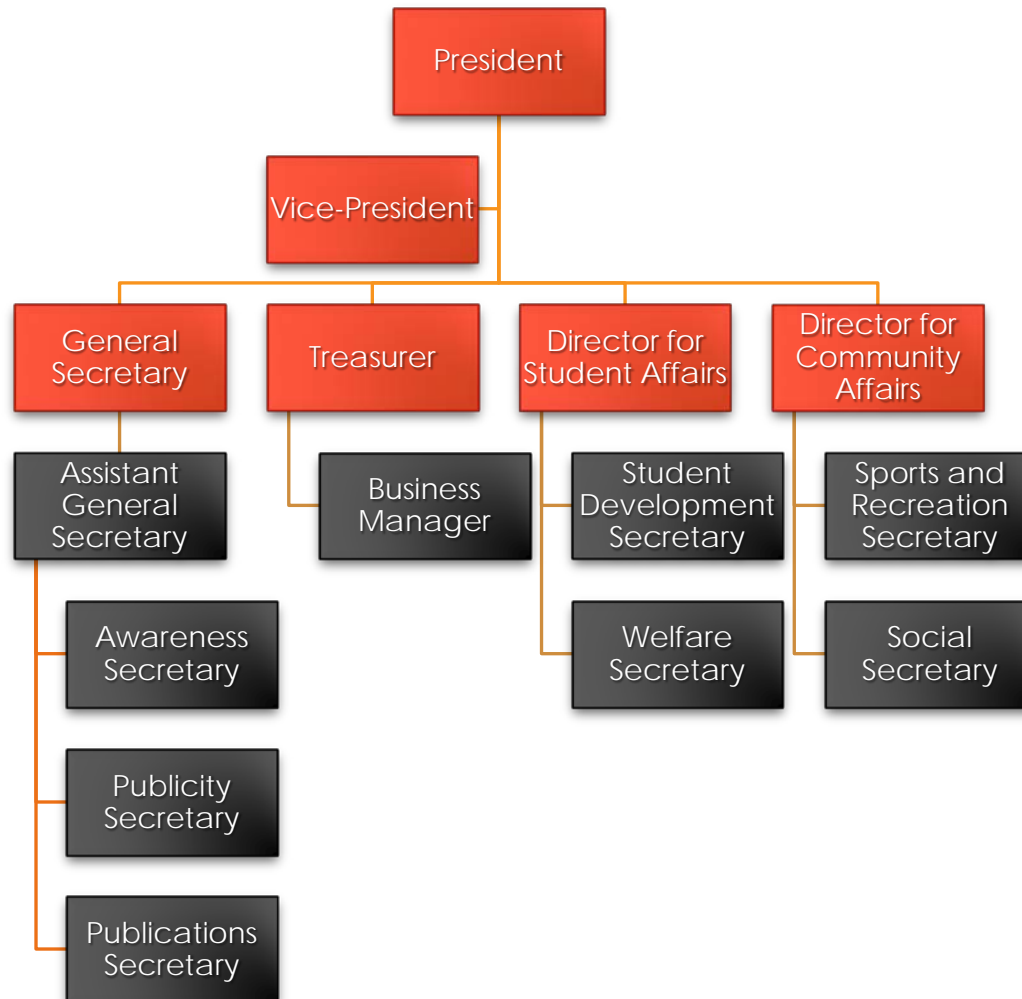 President
Vice-President
General
Secretary
Treasurer
Director for
Student Affairs
Director for
Community
Affairs
Assistant
General
Secretary
Business
Manager
Student
Development
Secretary
Sports and
Recreation
Secretary
Awareness
Secretary
Welfare
Secretary
Social
Secretary
Publicity
Secretary
Publications
Secretary